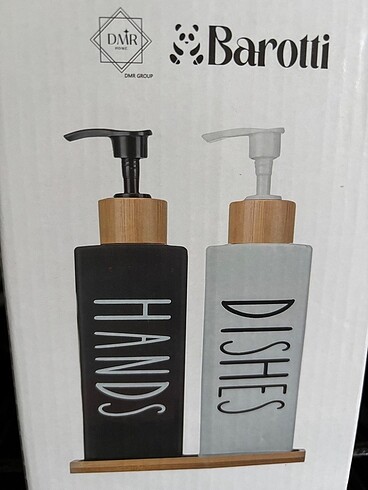 DMR
DMR GROUP
Barotti
HANDS
DISHES